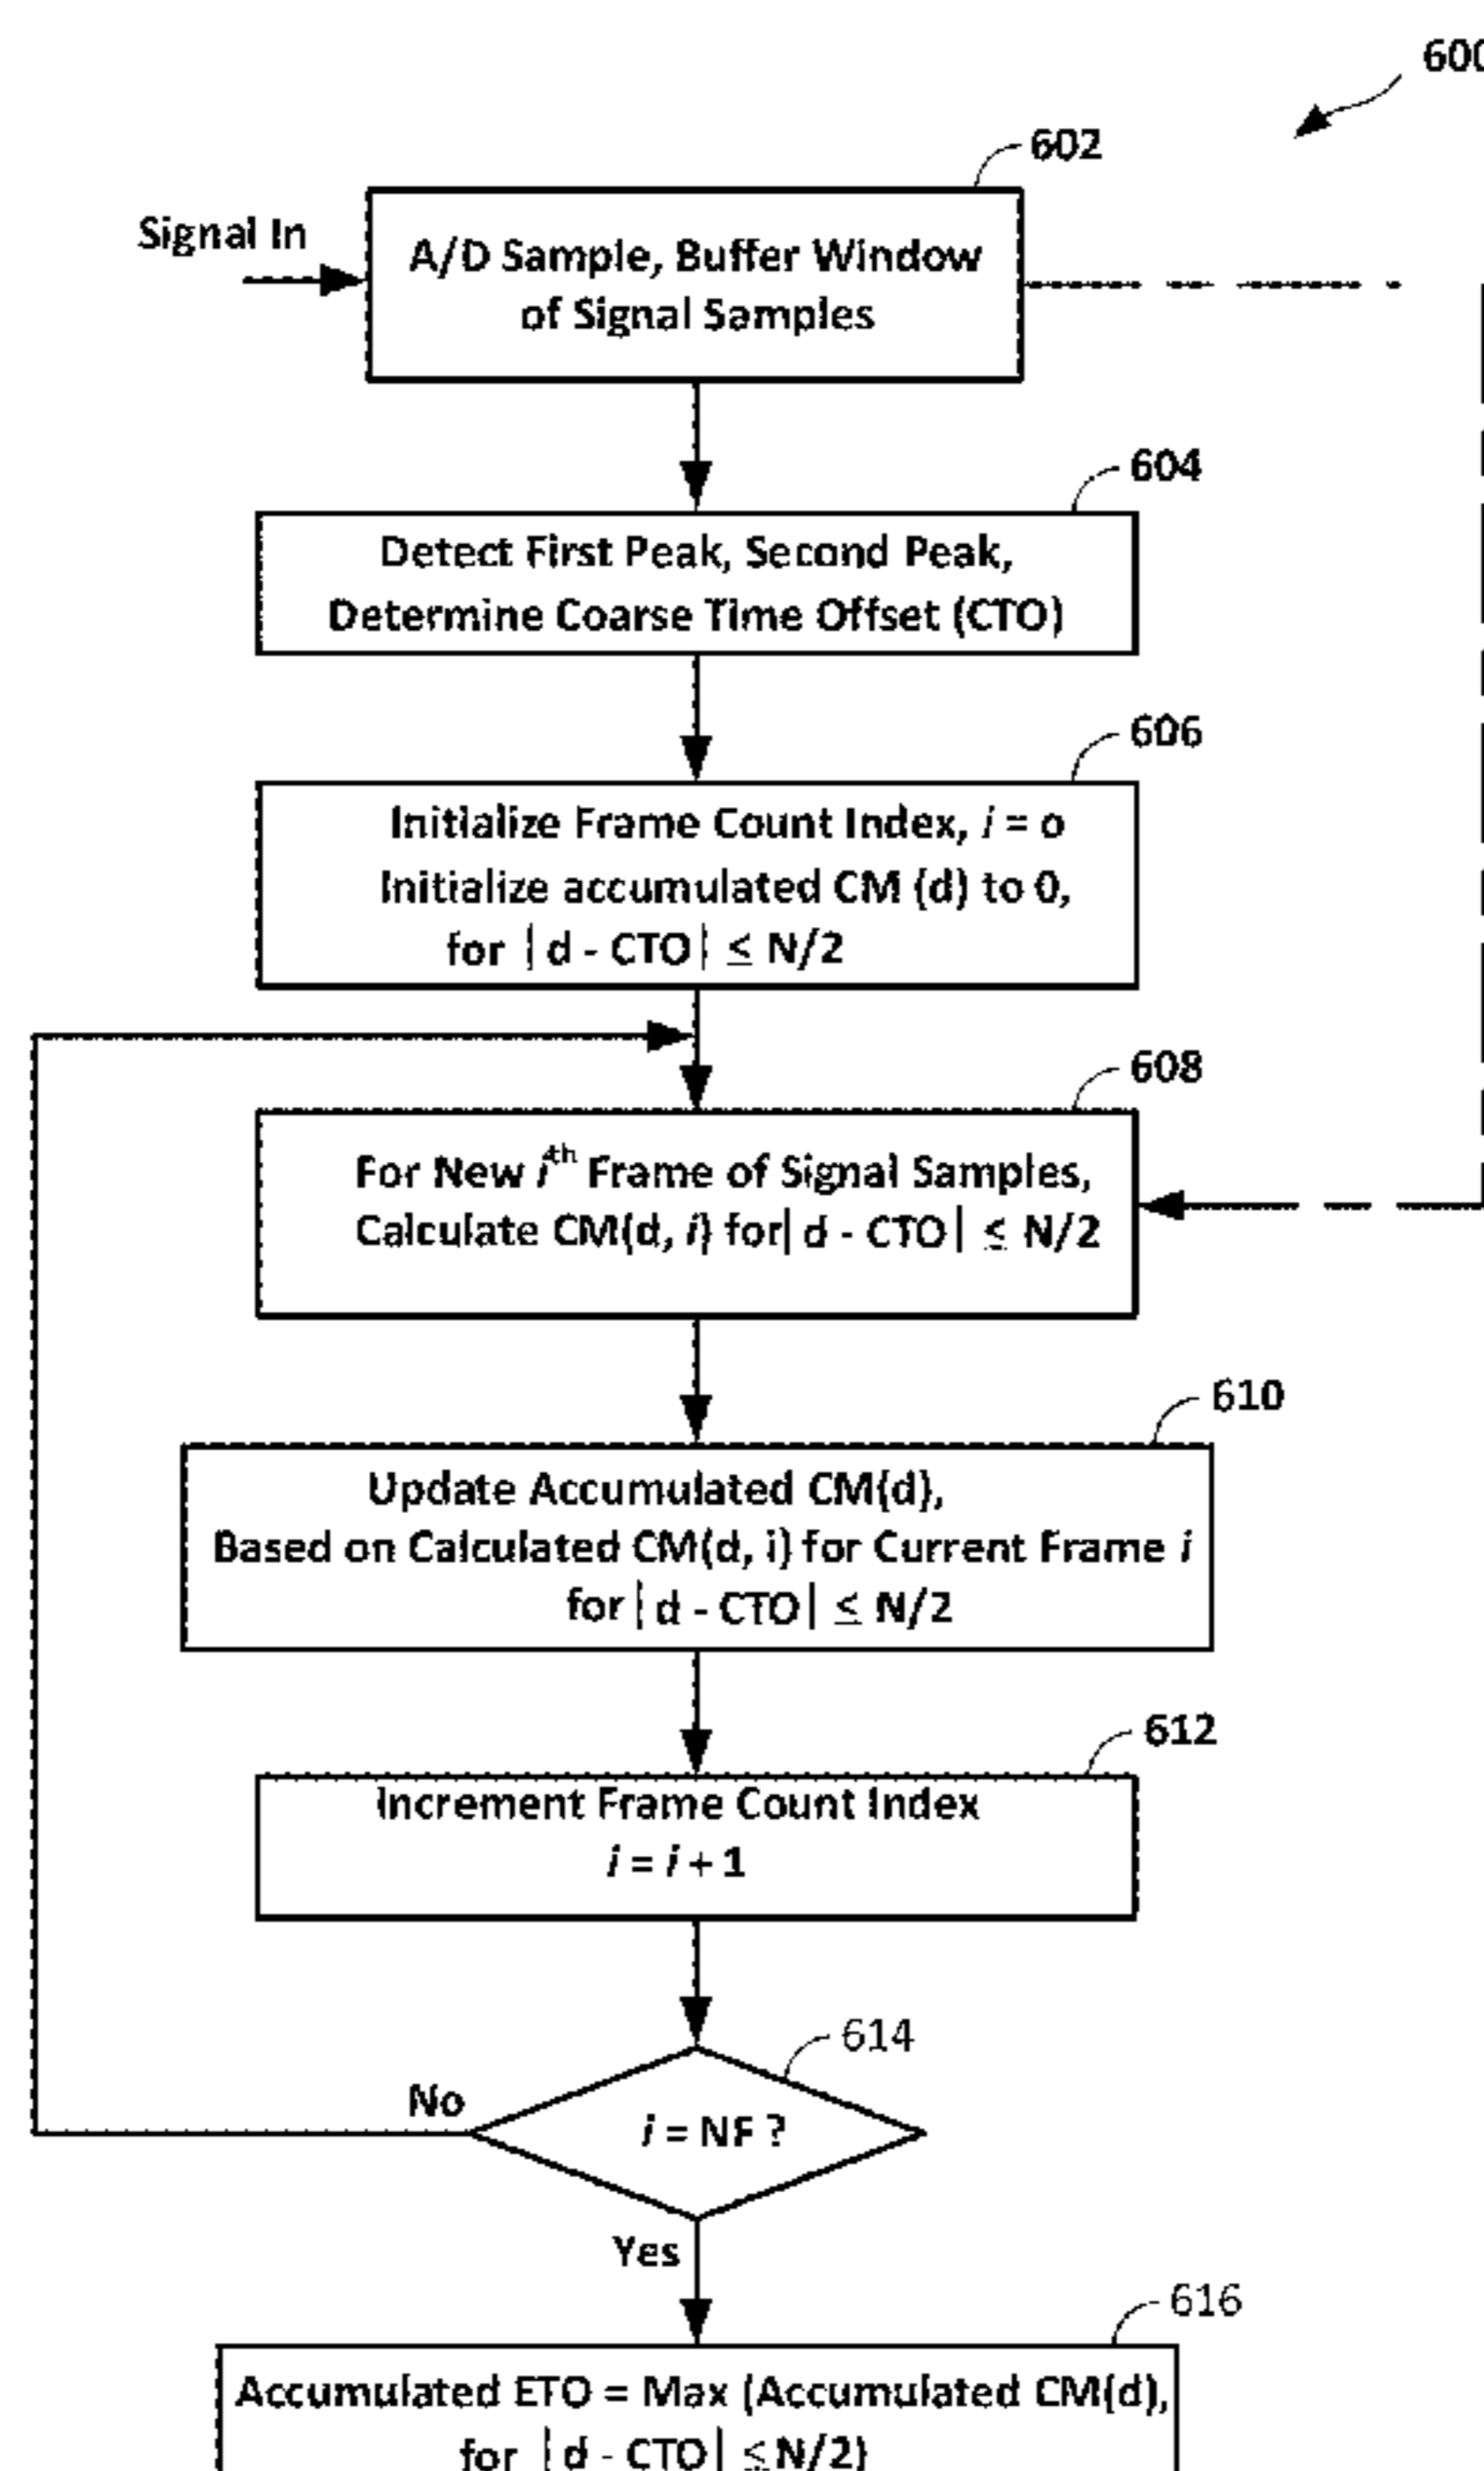 600
602
Signal In
A/D Sample, Buffer Window
of Signal Samples
604
Detect First Peak, Second Peak,
Determine Coarse Time Offset (CTO)
606
Initialize Frame Count Index, i = o
Initialize accumulated CM (d) to 0,
for | d - CTO | ≤ N/2
608
For New i th Frame of Signal Samples,
Calculate CM(d, i) for| d - CTO | ≤ N/2
610
Update Accumulated CM(d),
Based on Calculated CM(d, i) for Current Frame i
for | d - CTO | ≤ N/2
612
Increment Frame Count Index
i = i + 1
614
No
i = NF ?
Yes
616
Accumulated ETO = Max (Accumulated CM(d),
for | d - CTO | ≤ N/2)